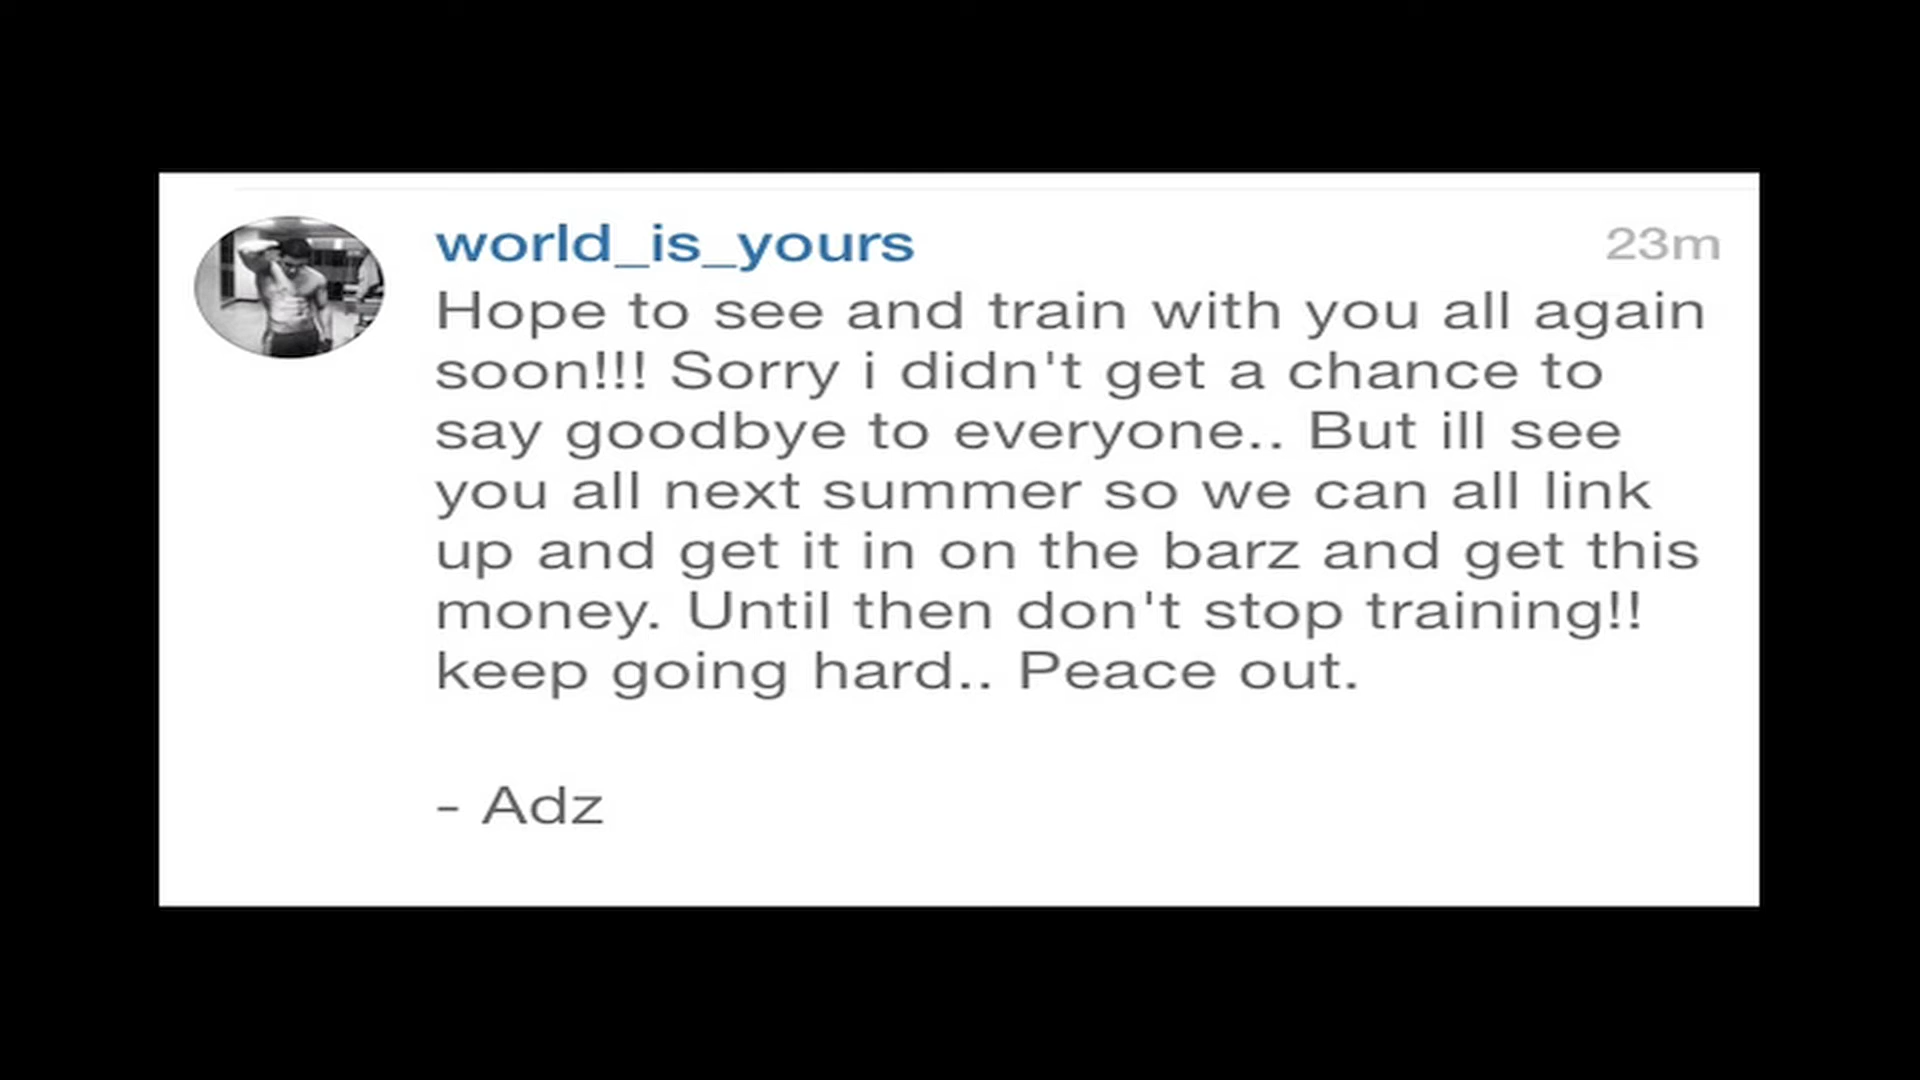 world_is_yours 23m
Hope to see and train with you all again
soon!!! Sorry i didn't get a chance to
say goodbye to everyone.. But ill see
you all next summer so we can all link
up and get it in on the barz and get this
money. Until then don't stop training!!
keep going hard.. Peace out.
- Adz